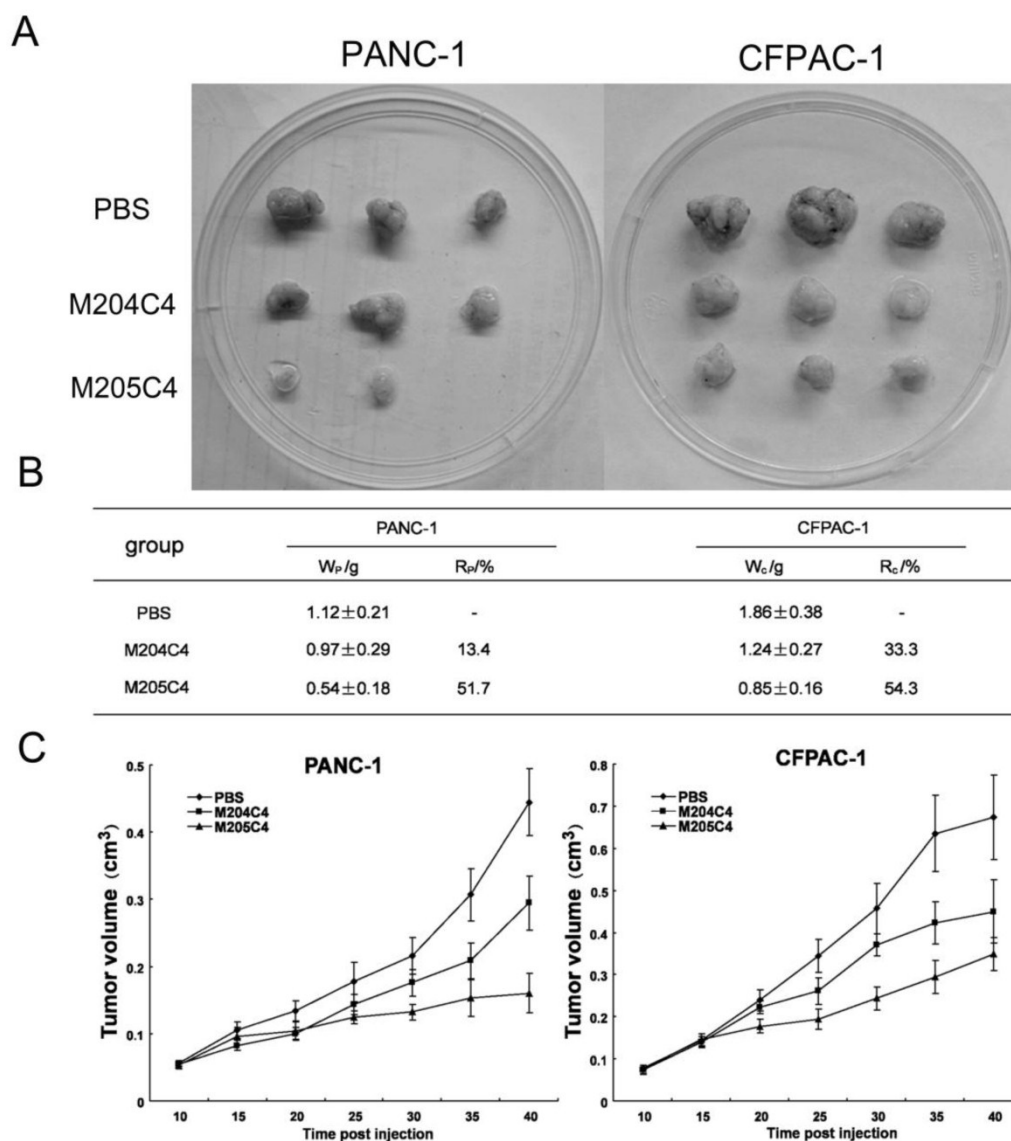 A
PANC-1 CFPAC-1
PBS
M204C4
M205C4
B
group PANC-1 CFPAC-1
Wₚ/g Rₚ/% W꜀/g R꜀/%
PBS 1.12±0.21 - 1.86±0.38 -
M204C4 0.97±0.29 13.4 1.24±0.27 33.3
M205C4 0.54±0.18 51.7 0.85±0.16 54.3
C
PANC-1
PBS
M204C4
M205C4
Tumor volume (cm³)
0.5
0.4
0.3
0.2
0.1
0
10 15 20 25 30 35 40
Time post injection
CFPAC-1
PBS
M204C4
M205C4
Tumor volume (cm³)
0.8
0.7
0.6
0.5
0.4
0.3
0.2
0.1
0
10 15 20 25 30 35 40
Time post injection